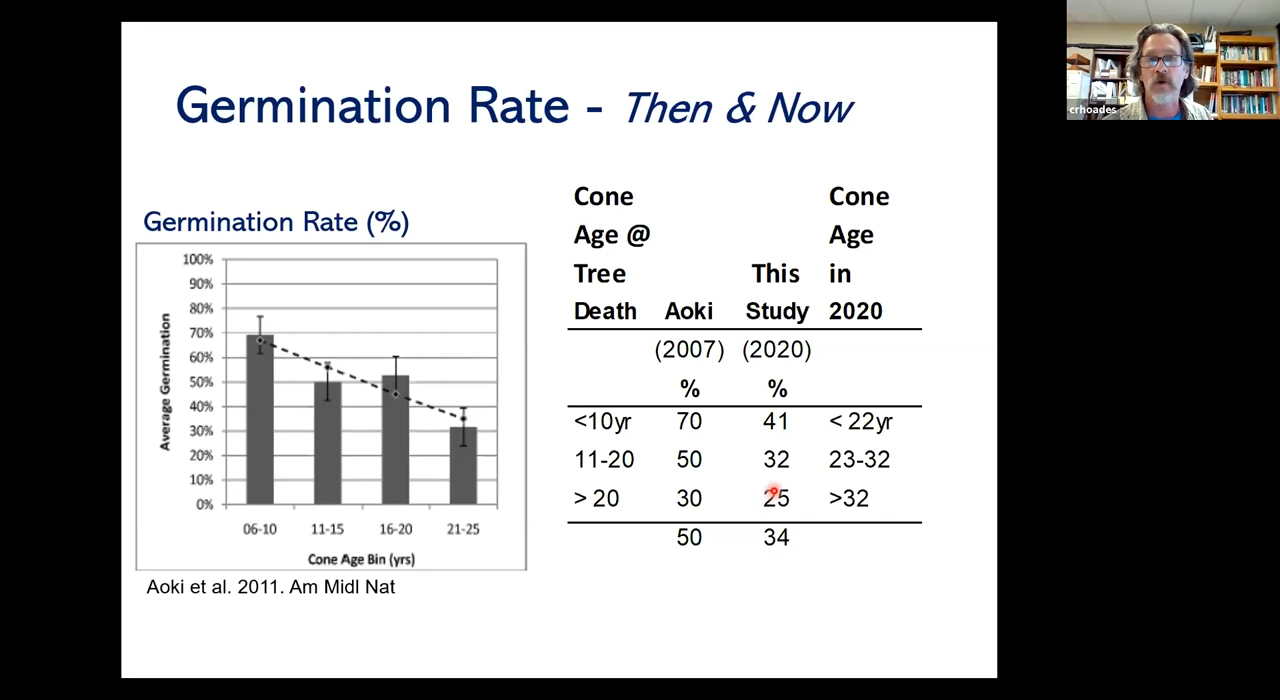 Germination Rate - Then & Now
crhoades
Germination Rate (%)
100%
90%
80%
70%
60%
50%
40%
30%
20%
10%
0%
Average Germination
06-10 11-15 16-20 21-25
Cone Age Bin (yrs)
Aoki et al. 2011. Am Midl Nat
Cone Cone
Age @ Age
Tree This in
Death Aoki Study 2020
(2007) (2020)
% %
<10yr 70 41 < 22yr
11-20 50 32 23-32
> 20 30 25 >32
50 34